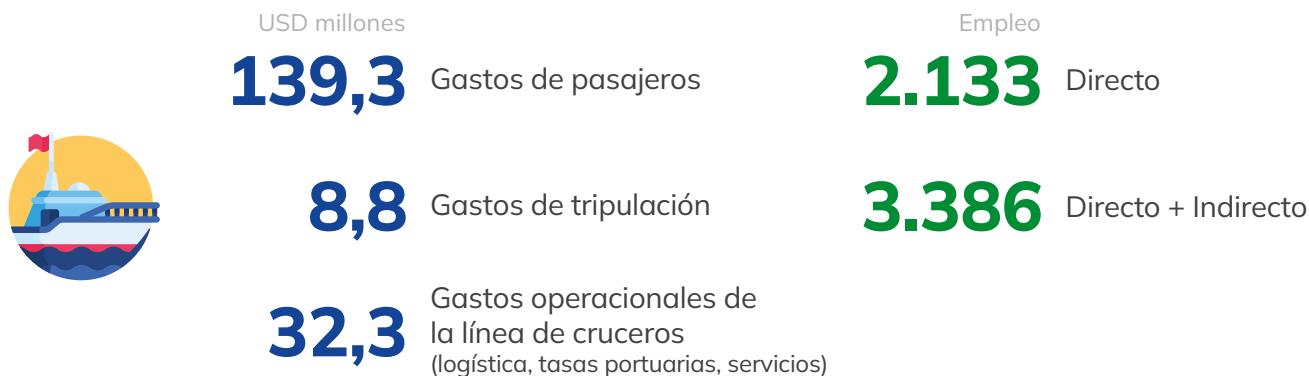 USD millones
139,3 Gastos de pasajeros
8,8 Gastos de tripulación
32,3 Gastos operacionales de
la línea de cruceros
(logística, tasas portuarias, servicios)
Empleo
2.133 Directo
3.386 Directo + Indirecto